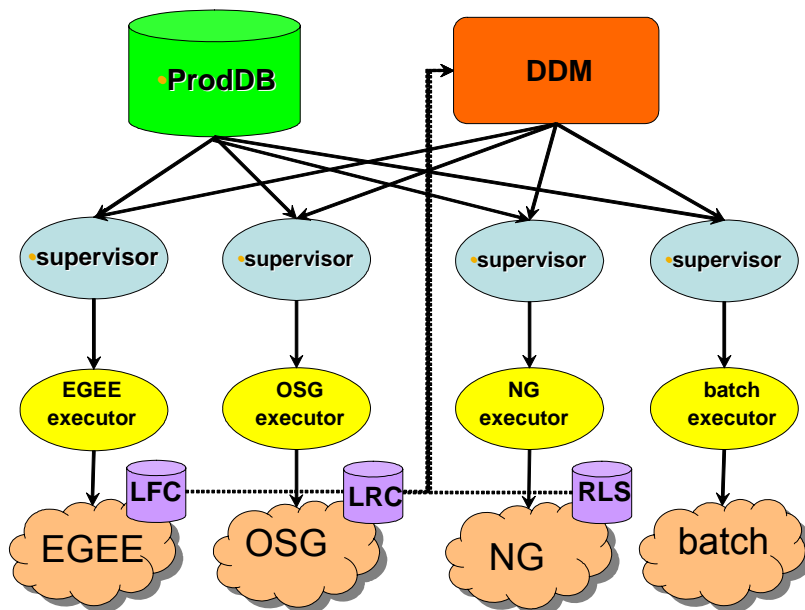 •ProdDB
DDM
•supervisor
•supervisor
•supervisor
•supervisor
EGEE
executor
OSG
executor
NG
executor
batch
executor
LFC
LRC
RLS
EGEE
OSG
NG
batch